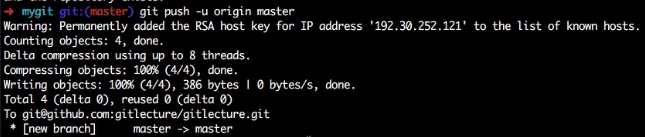 ➜ mygit git:(master) git push -u origin master
Warning: Permanently added the RSA host key for IP address '192.30.252.121' to the list of known hosts.
Counting objects: 4, done.
Delta compression using up to 8 threads.
Compressing objects: 100% (4/4), done.
Writing objects: 100% (4/4), 386 bytes | 0 bytes/s, done.
Total 4 (delta 0), reused 0 (delta 0)
To git@github.com:gitlecture/gitlecture.git
 * [new branch]      master -> master